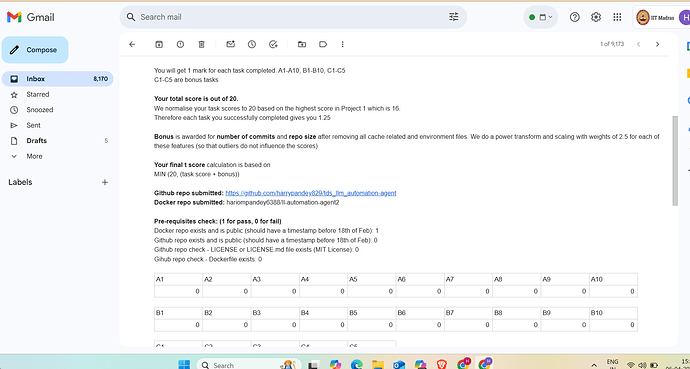 Gmail
Search mail
IIT Madras
H
Compose
1 of 9,173
Inbox 8,170
Starred
Snoozed
Sent
Drafts 5
More
Labels
You will get 1 mark for each task completed. A1-A10, B1-B10, C1-C5
C1-C5 are bonus tasks
Your total score is out of 20.
We normalise your task scores to 20 based on the highest score in Project 1 which is 16.
Therefore each task you successfully completed gives you 1.25
Bonus is awarded for number of commits and repo size after removing all cache related and environment files. We do a power transform and scaling with weights of 2.5 for each of
these features (so that outliers do not influence the scores)
Your final t score calculation is based on
MIN (20, (task score + bonus))
Github repo submitted: https://github.com/harrypandey829/tds_llm_automation-agent
Docker repo submitted: hariompandey6388/ll-automation-agent2
Pre-requisites check: (1 for pass, 0 for fail)
Docker repo exists and is public (should have a timestamp before 18th of Feb): 1
Github repo exists and is public (should have a timestamp before 18th of Feb): 0
Github repo check - LICENSE or LICENSE.md file exists (MIT License): 0
Gihub repo check - Dockerfile exists: 0
A1 A2 A3 A4 A5 A6 A7 A8 A9 A10
0 0 0 0 0 0 0 0 0 0
B1 B2 B3 B4 B5 B6 B7 B8 B9 B10
0 0 0 0 0 0 0 0 0 0
C1 C2 C3 C4 C5
Search
ENG
IN